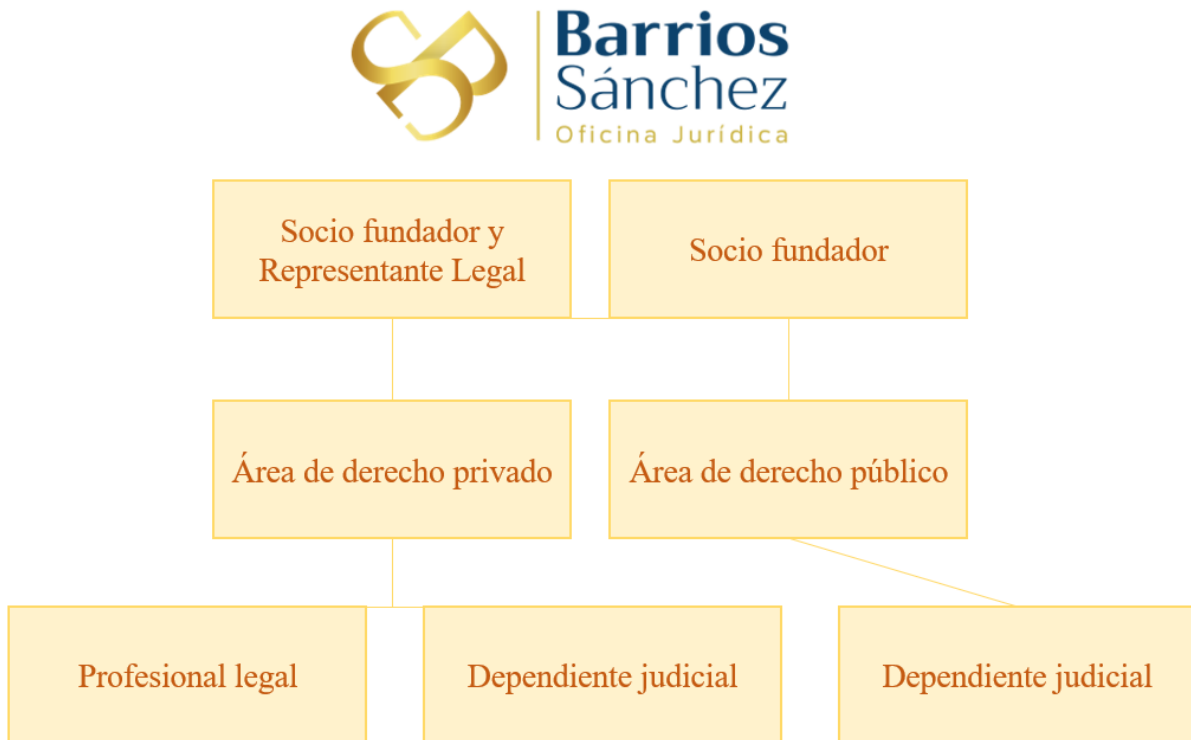 Barrios
Sánchez
Oficina Jurídica
Socio fundador y
Representante Legal
Socio fundador
Área de derecho privado
Área de derecho público
Profesional legal
Dependiente judicial
Dependiente judicial